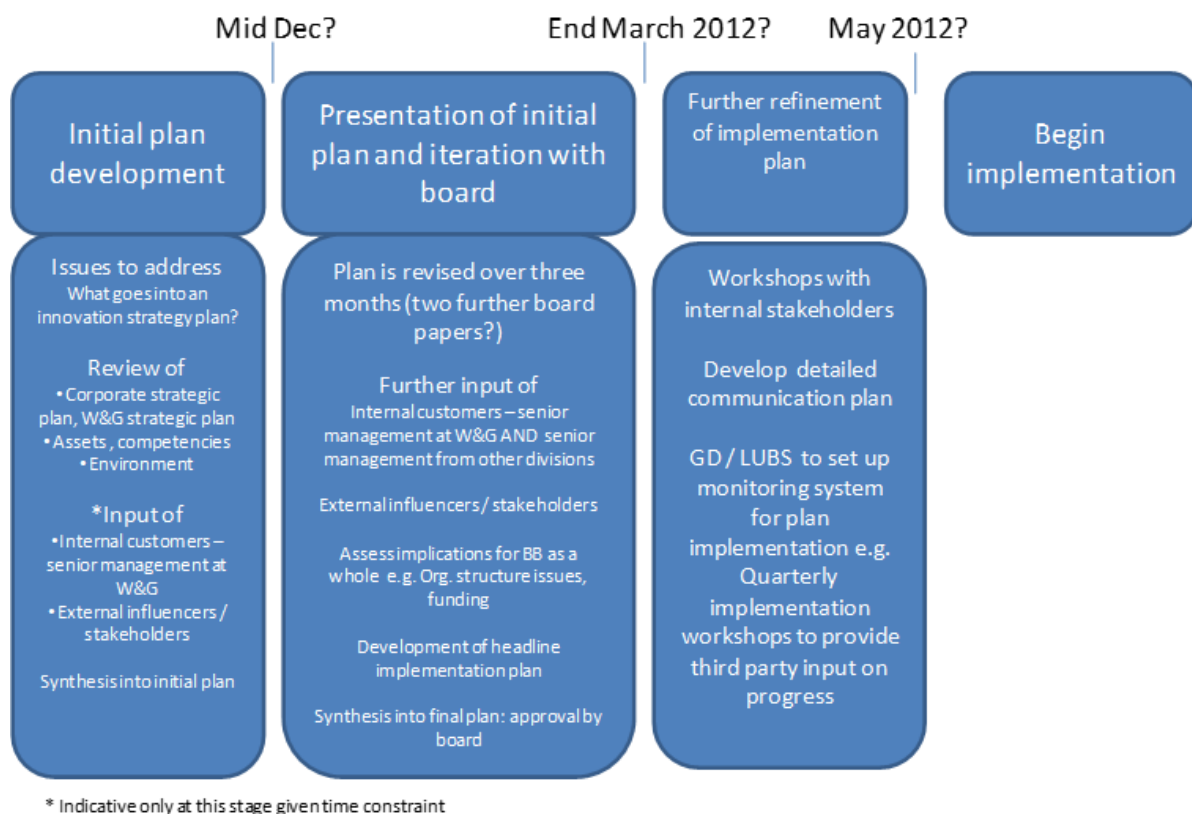 Mid Dec?
End March 2012?
May 2012?
Initial plan
development
Presentation of initial
plan and iteration with
board
Further refinement
of implementation
plan
Begin
implementation
Issues to address
What goes into an
innovation strategy plan?
Review of
•Corporate strategic
plan, W&G strategic plan
•Assets , competencies
•Environment
*Input of
•Internal customers –
senior management at
W&G
•External influencers /
stakeholders
Synthesis into initial plan
Plan is revised over three
months (two further board
papers?)
Further input of
Internal customers – senior
management at W&G AND senior
management from other divisions
External influencers / stakeholders
Assess implications for BB as a
whole e.g. Org. structure issues,
funding
Development of headline
implementation plan
Synthesis into final plan: approval by
board
Workshops with
internal stakeholders
Develop detailed
communication plan
GD / LUBS to set up
monitoring system
for plan
implementation e.g.
Quarterly
implementation
workshops to provide
third party input on
progress
* Indicative only at this stage given time constraint